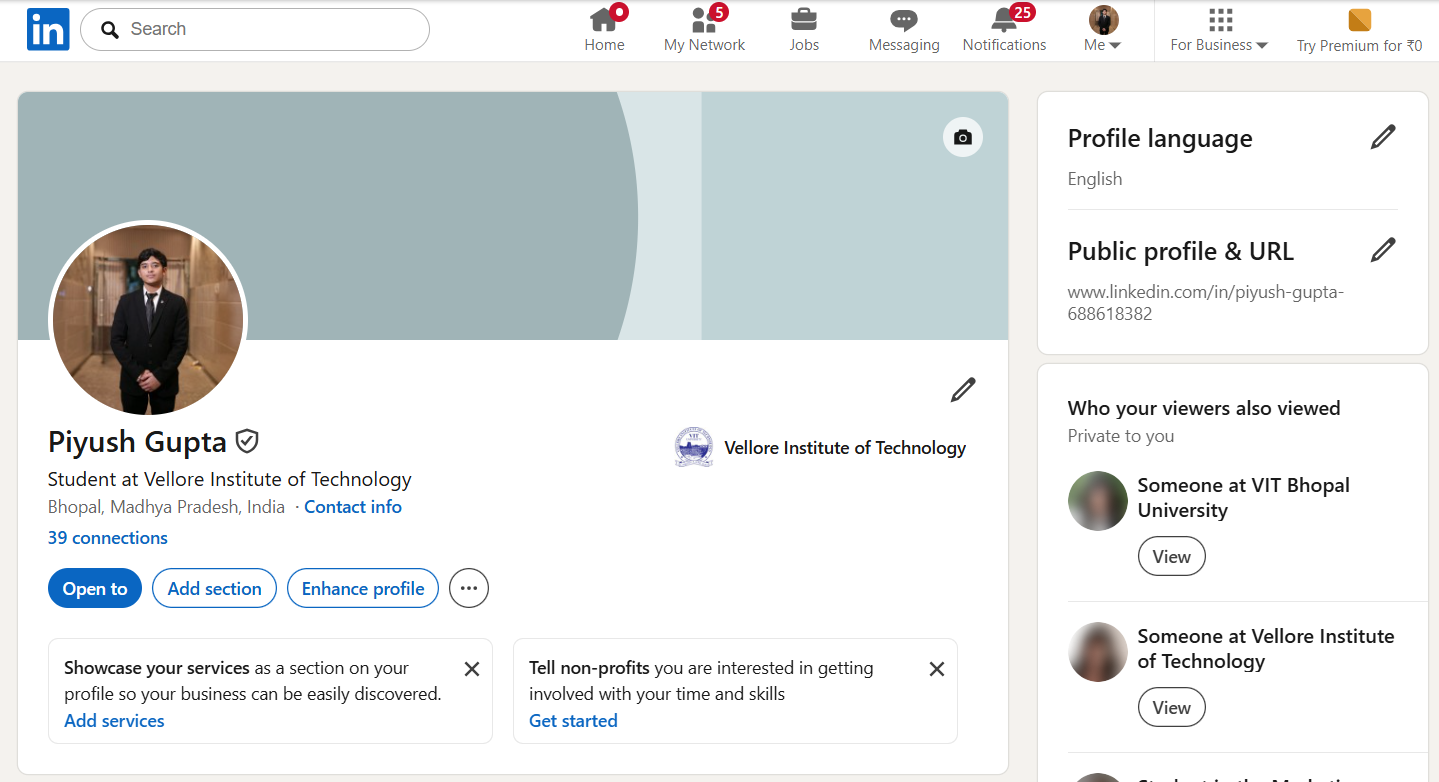 in
Search
Home
5
My Network
Jobs
Messaging
25
Notifications
Me
For Business
Try Premium for ₹0
Piyush Gupta
Student at Vellore Institute of Technology
Bhopal, Madhya Pradesh, India · Contact info
39 connections
Vellore Institute of Technology
Open to
Add section
Enhance profile
Showcase your services as a section on your
profile so your business can be easily discovered.
Add services
Tell non-profits you are interested in getting
involved with your time and skills
Get started
Profile language
English
Public profile & URL
www.linkedin.com/in/piyush-gupta-
688618382
Who your viewers also viewed
Private to you
Someone at VIT Bhopal
University
View
Someone at Vellore Institute
of Technology
View